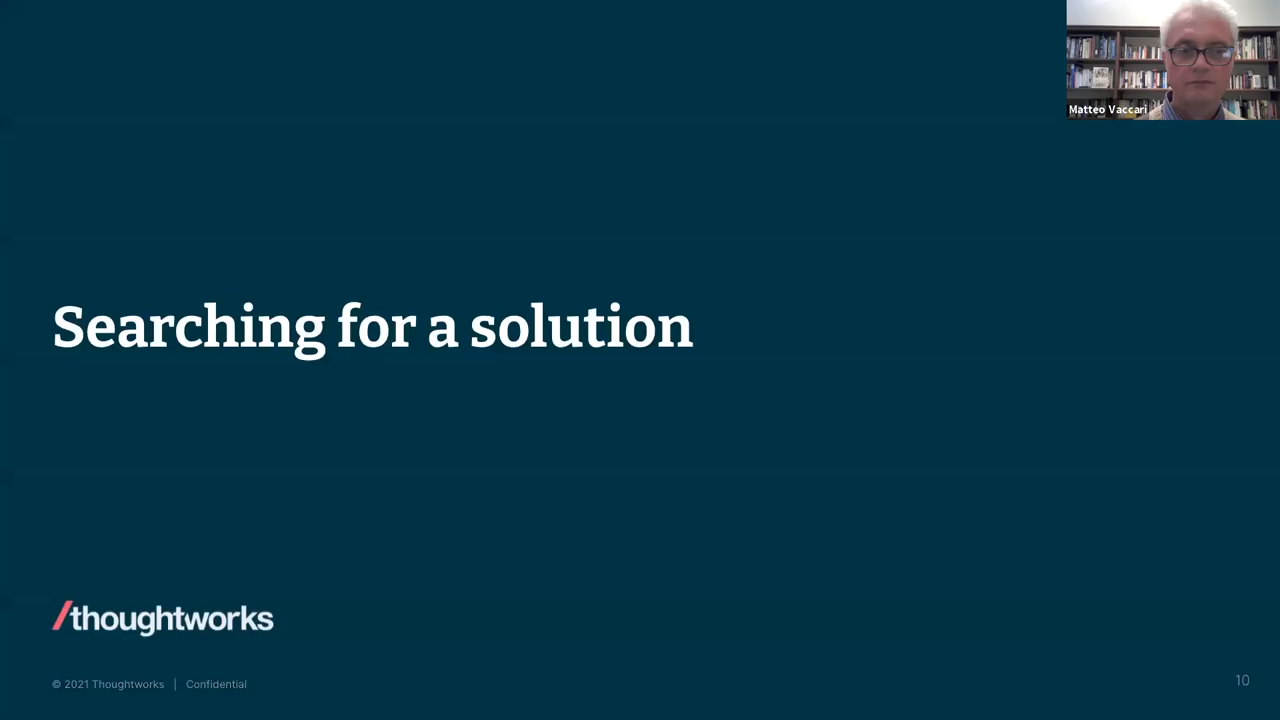 Matteo Vaccari
Searching for a solution
/thoughtworks
© 2021 Thoughtworks | Confidential
10